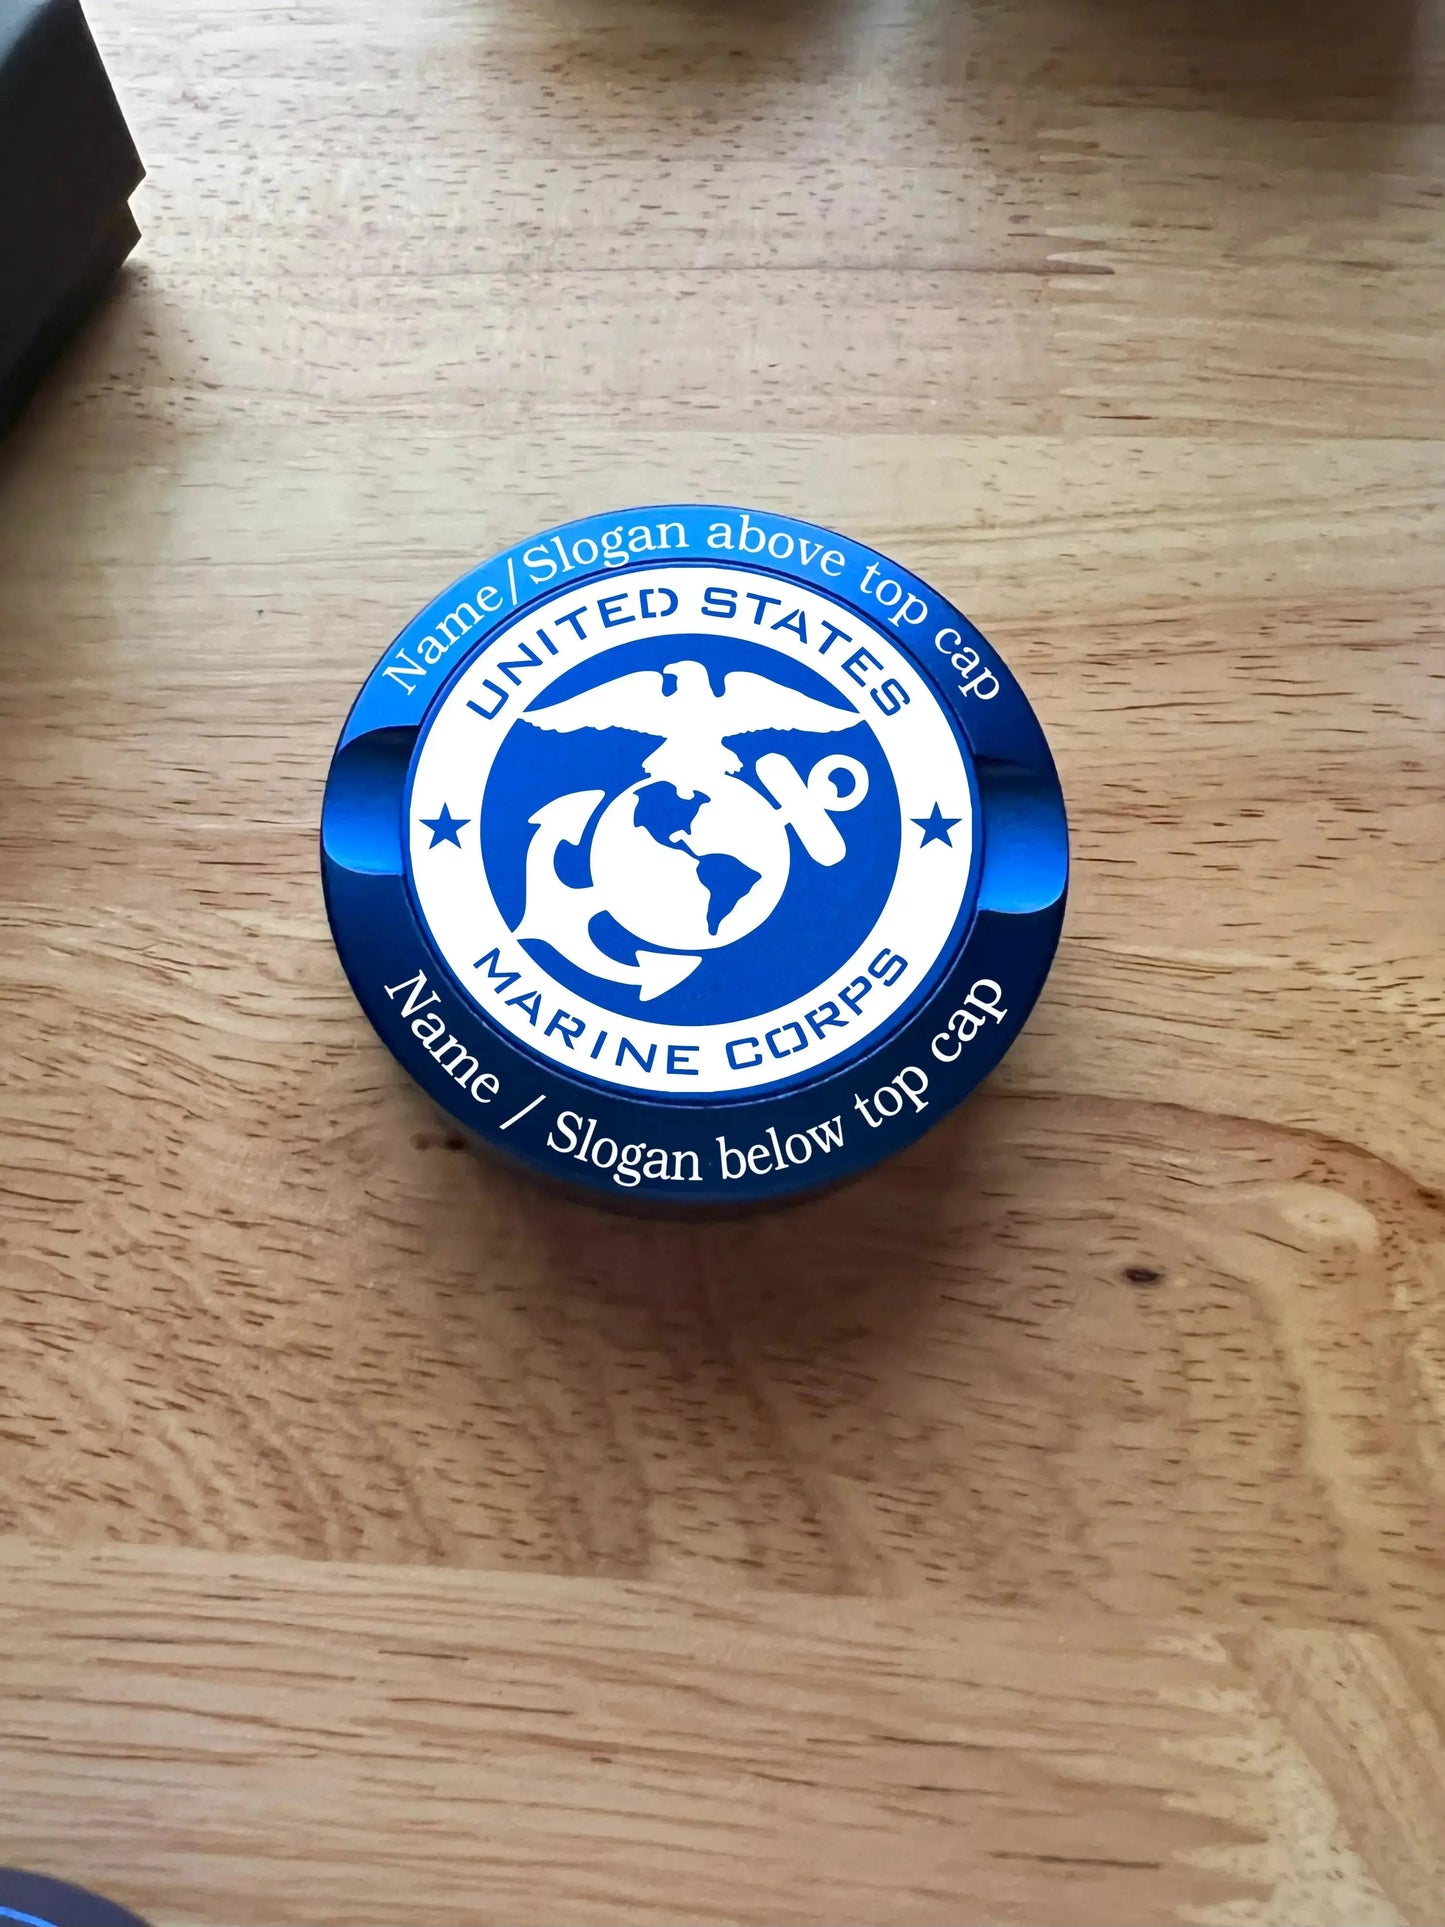 Name/Slogan above top cap
UNITED STATES
MARINE CORPS
Name / Slogan below top cap